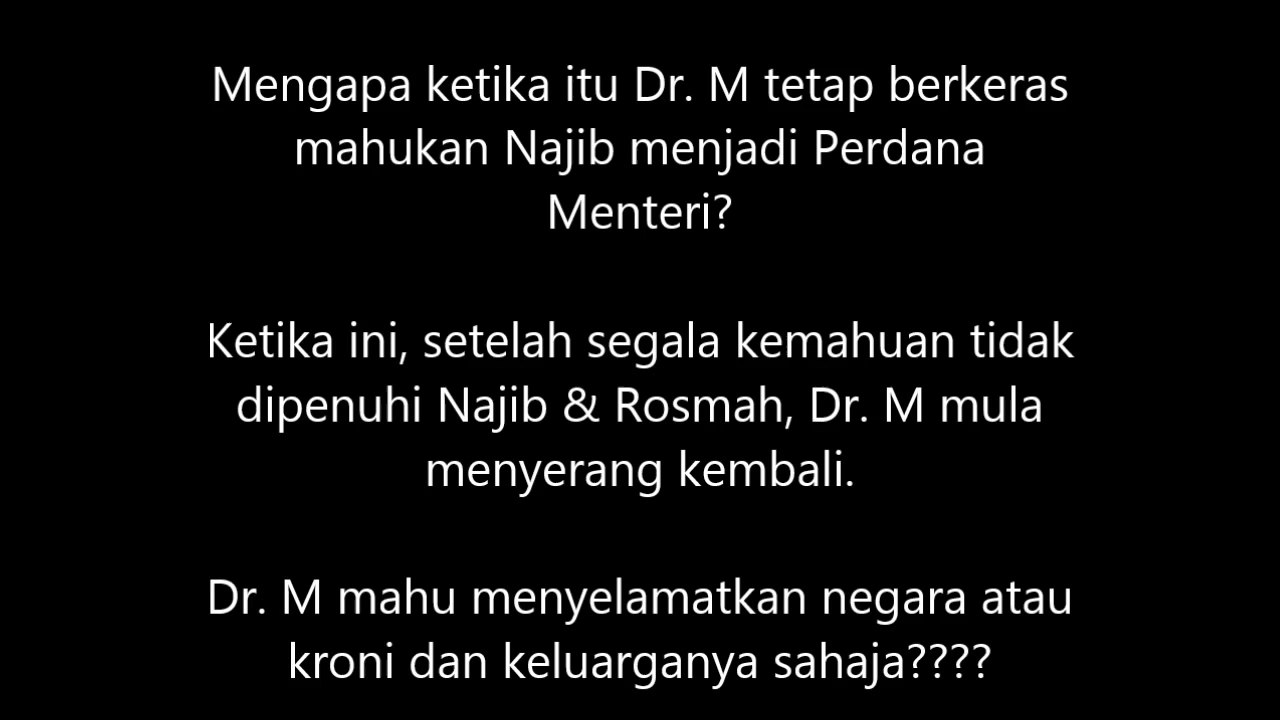 Mengapa ketika itu Dr. M tetap berkeras
mahukan Najib menjadi Perdana
Menteri?
Ketika ini, setelah segala kemahuan tidak
dipenuhi Najib & Rosmah, Dr. M mula
menyerang kembali.
Dr. M mahu menyelamatkan negara atau
kroni dan keluarganya sahaja????